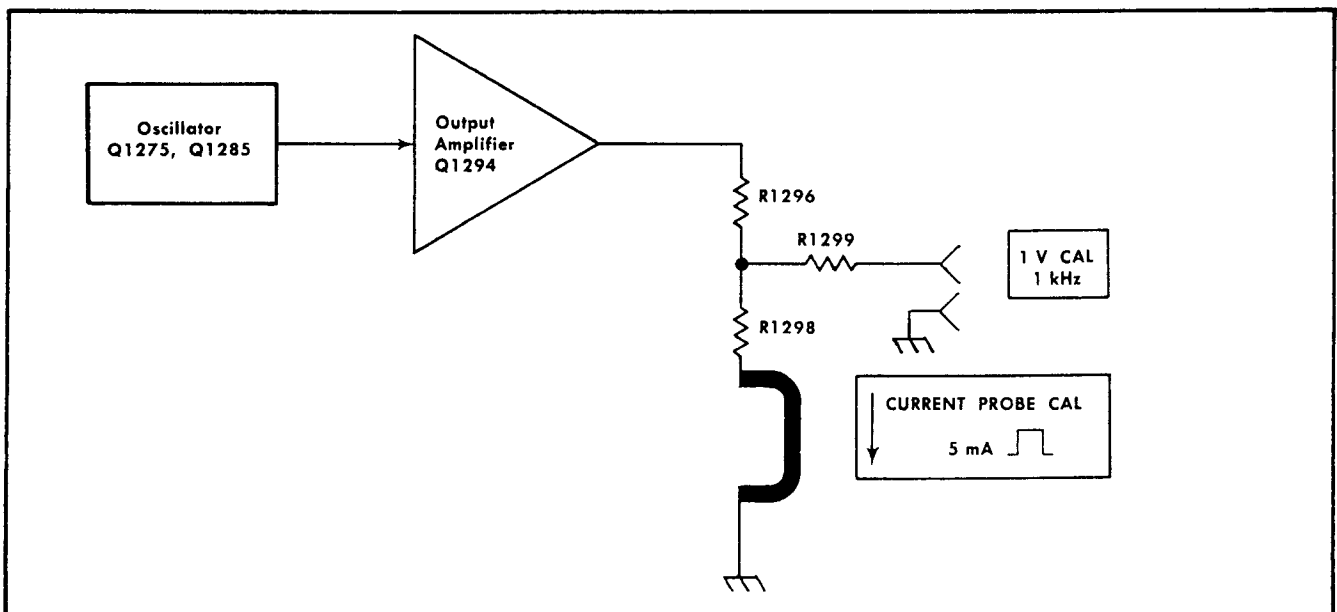 Oscillator
Q1275, Q1285
Output
Amplifier
Q1294
R1296
R1299
1 V CAL
1 kHz
R1298
CURRENT PROBE CAL
5 mA